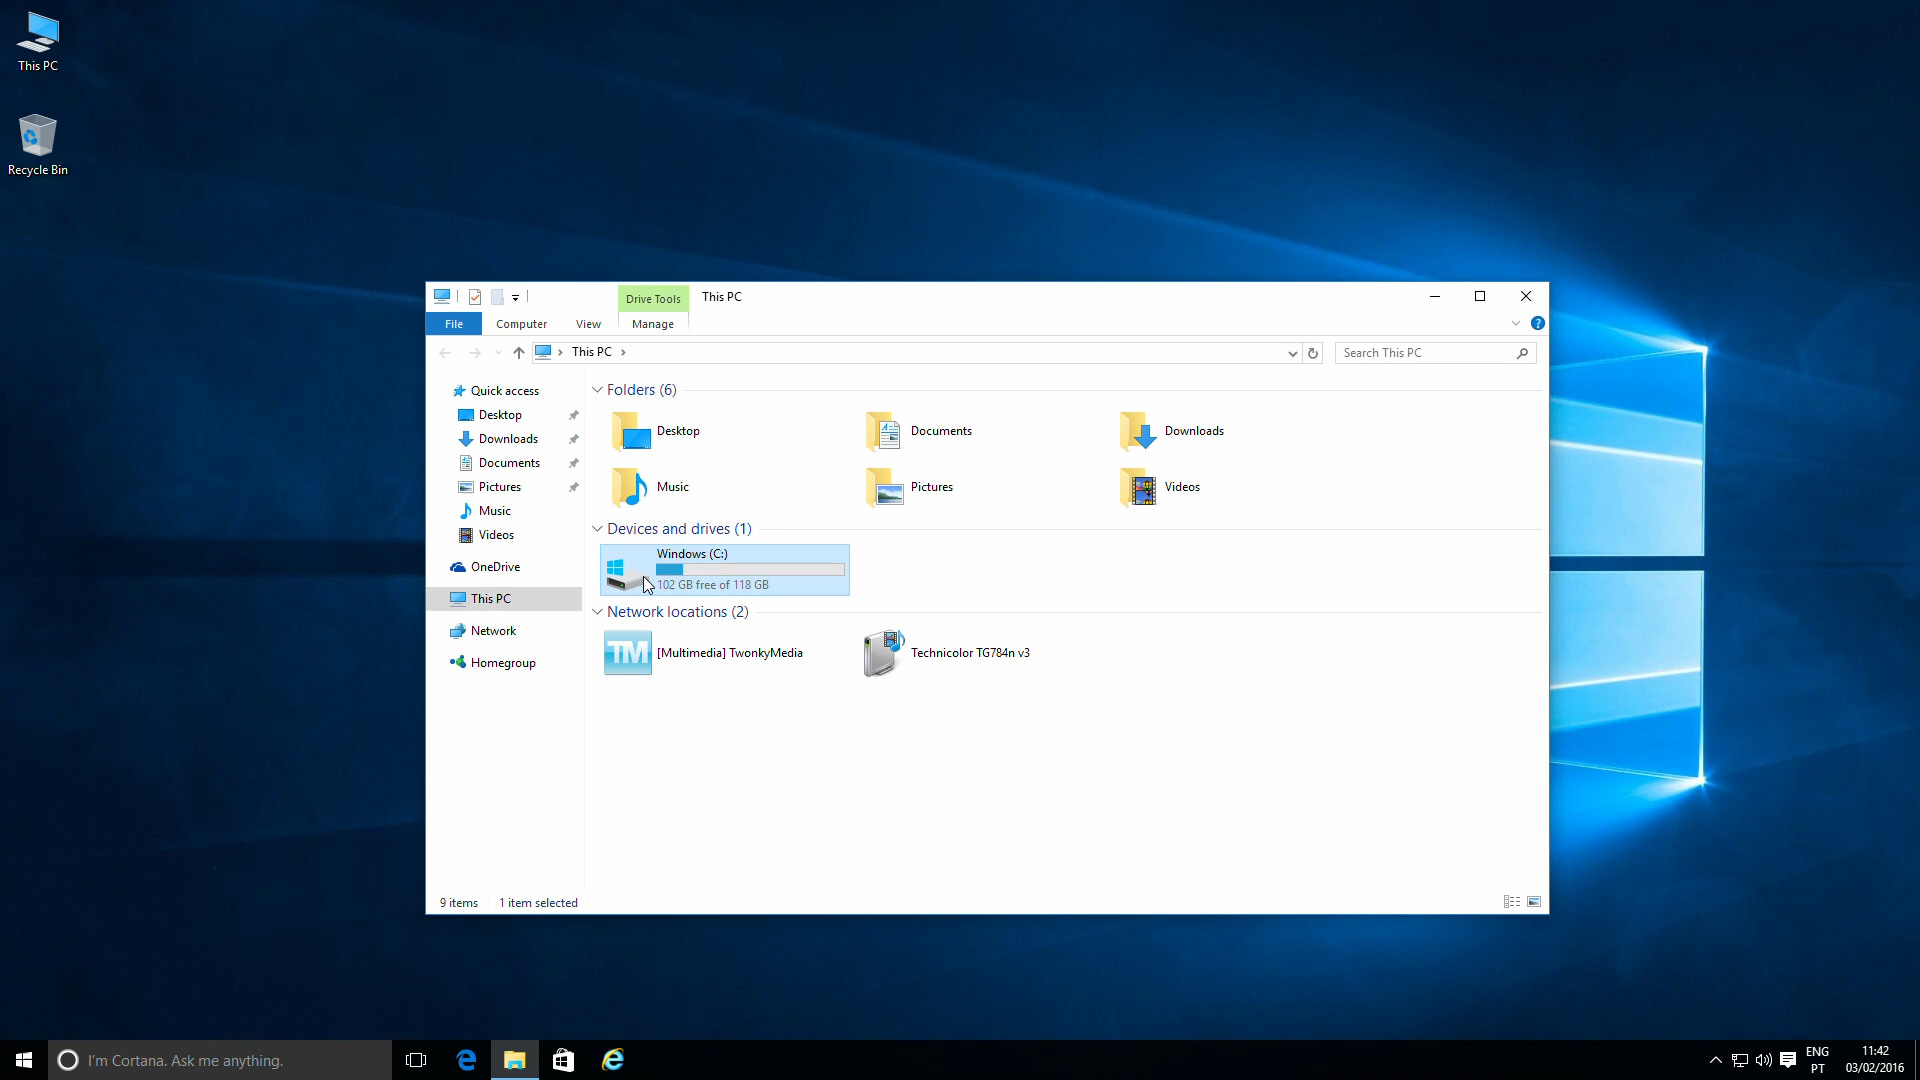 This PC
Recycle Bin
Drive Tools
This PC
File
Computer
View
Manage
This PC
Search This PC
Quick access
Desktop
Downloads
Documents
Pictures
Music
Videos
OneDrive
This PC
Network
Homegroup
Folders (6)
Desktop
Documents
Downloads
Music
Pictures
Videos
Devices and drives (1)
Windows (C:)
102 GB free of 118 GB
Network locations (2)
TM
[Multimedia] TwonkyMedia
Technicolor TG784n v3
9 items
1 item selected
I'm Cortana. Ask me anything.
ENG
PT
11:42
03/02/2016